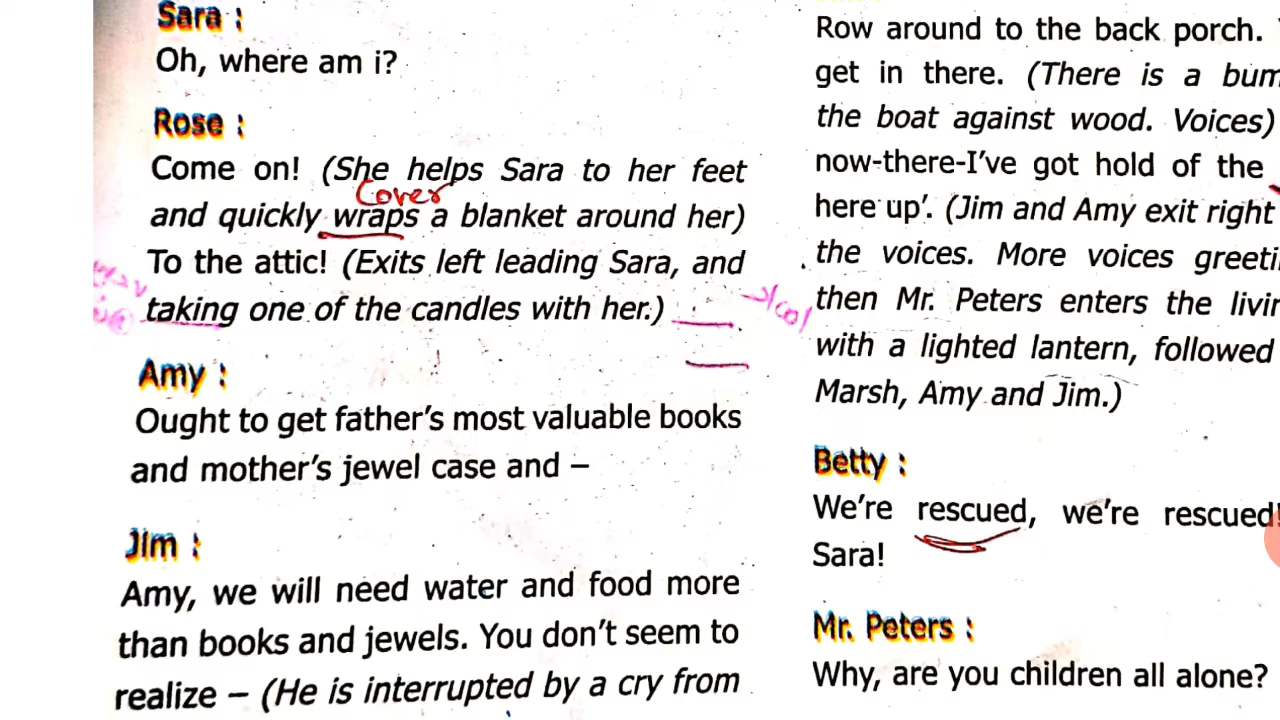 Sara :
Oh, where am i?
Rose :
Come on! (She helps Sara to her feet
Cover
and quickly wraps a blanket around her)
To the attic! (Exits left leading Sara, and
taking one of the candles with her.)
Amy :
Ought to get father's most valuable books
and mother's jewel case and –
Jim :
Amy, we will need water and food more
than books and jewels. You don't seem to
realize – (He is interrupted by a cry from
Row around to the back porch.
get in there. (There is a bum
the boat against wood. Voices)
now-there-I've got hold of the
here up'. (Jim and Amy exit right
the voices. More voices greeti
then Mr. Peters enters the livin
with a lighted lantern, followed
Marsh, Amy and Jim.)
Betty :
We're rescued, we're rescued!
Sara!
Mr. Peters :
Why, are you children all alone?